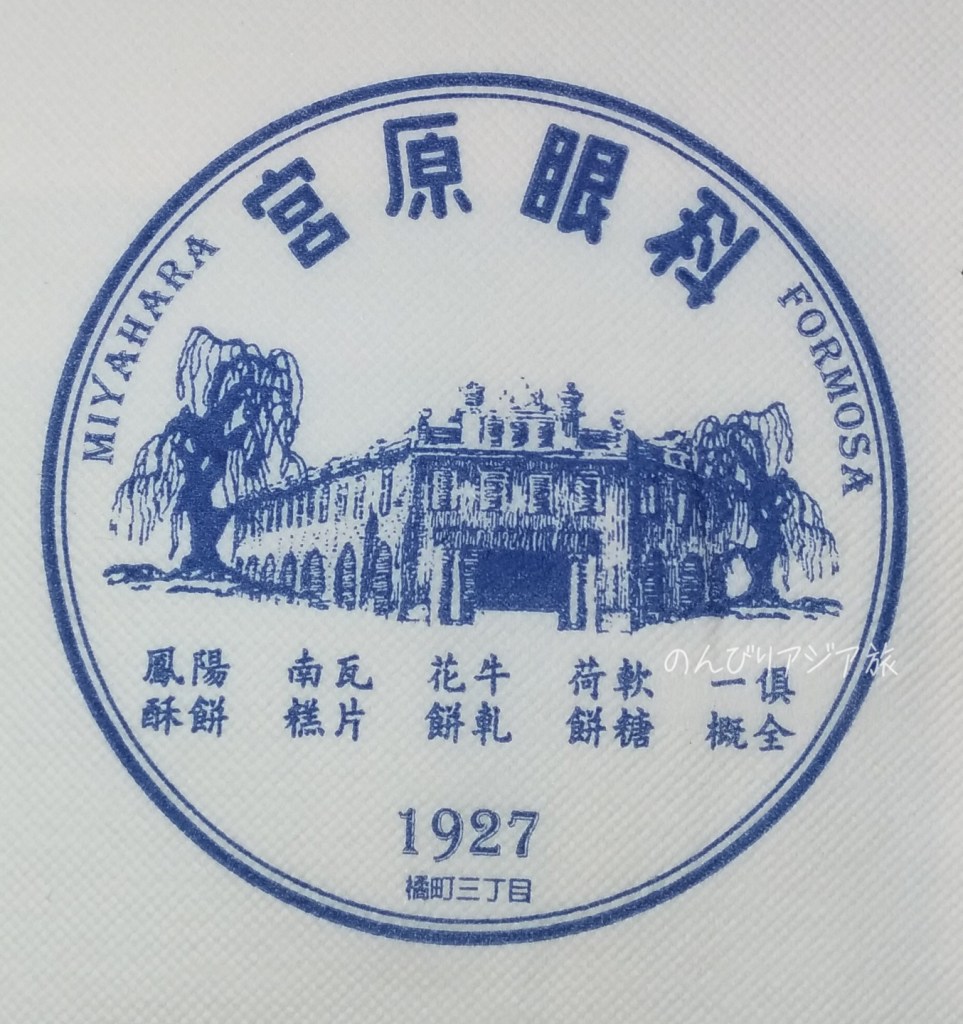 宮原眼科
MIYAHARA
FORMOSA
のんびりアジア旅
鳳陽 南瓦 花牛 荷軟 一俱
酥餅 糕片 餅軋 餅糖 概全
1927
橘町三丁目